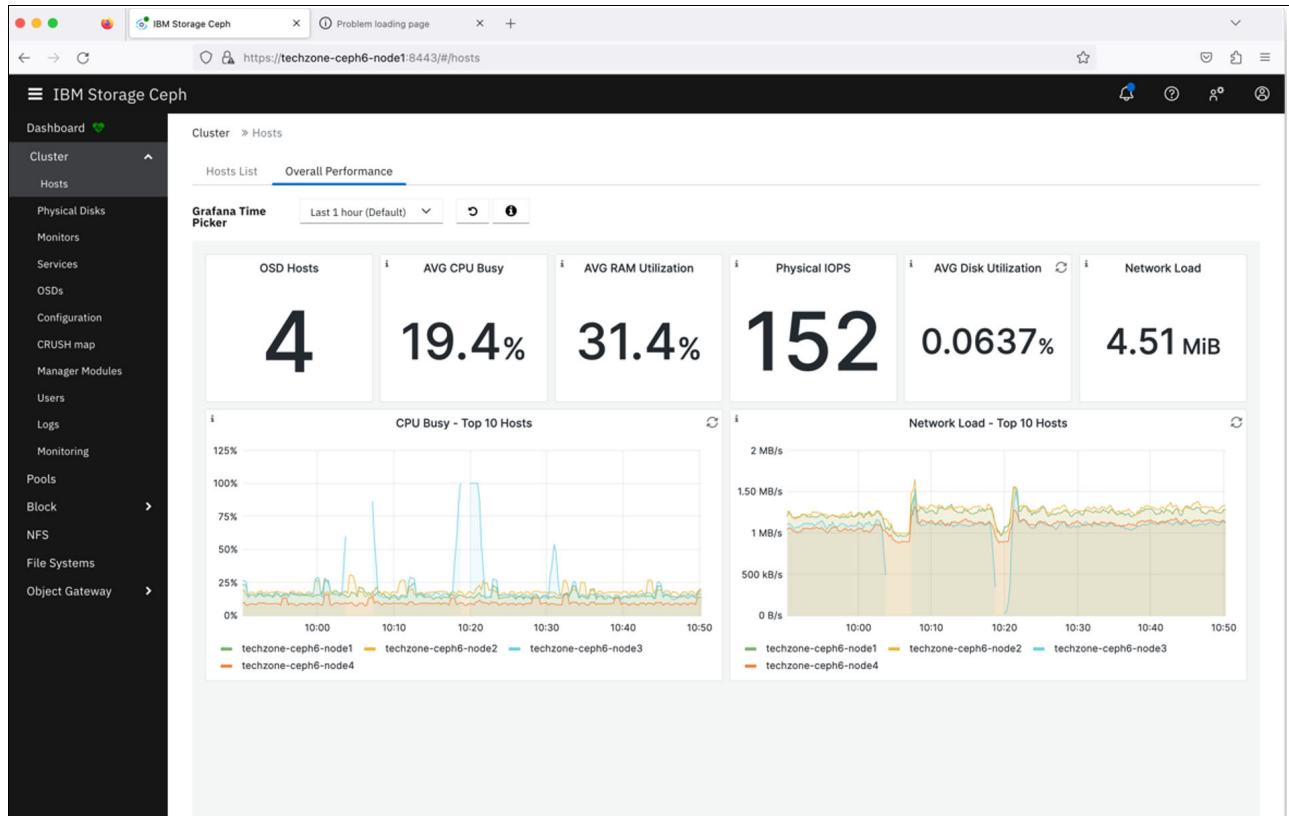 IBM Storage Ceph
Problem loading page
https://techzone-ceph6-node1:8443/#/hosts
IBM Storage Ceph
Dashboard
Cluster
Hosts
Physical Disks
Monitors
Services
OSDs
Configuration
CRUSH map
Manager Modules
Users
Logs
Monitoring
Pools
Block
NFS
File Systems
Object Gateway
Cluster » Hosts
Hosts List Overall Performance
Grafana Time
Picker
Last 1 hour (Default)
OSD Hosts
4
AVG CPU Busy
19.4%
AVG RAM Utilization
31.4%
Physical IOPS
152
AVG Disk Utilization
0.0637%
Network Load
4.51 MiB
CPU Busy - Top 10 Hosts
125%
100%
75%
50%
25%
0%
10:00 10:10 10:20 10:30 10:40 10:50
techzone-ceph6-node1 techzone-ceph6-node2 techzone-ceph6-node3
techzone-ceph6-node4
Network Load - Top 10 Hosts
2 MB/s
1.50 MB/s
1 MB/s
500 kB/s
0 B/s
10:00 10:10 10:20 10:30 10:40 10:50
techzone-ceph6-node1 techzone-ceph6-node2 techzone-ceph6-node3
techzone-ceph6-node4